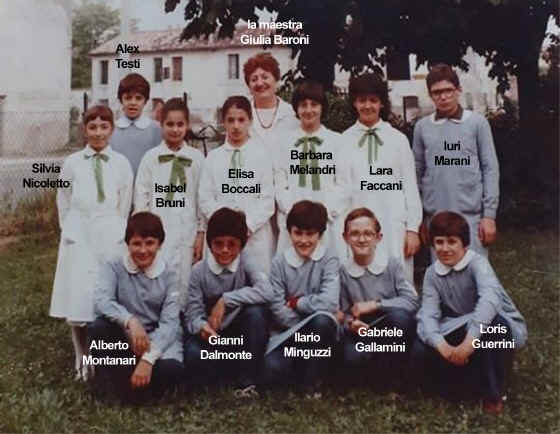 la maestra
Giulia Baroni
Alex
Testi
Iuri
Marani
Barbara
Melandri
Silvia
Nicoletto
Isabel
Bruni
Elisa
Boccali
Lara
Faccani
Alberto
Montanari
Gianni
Dalmonte
Ilario
Minguzzi
Gabriele
Gallamini
Loris
Guerrini